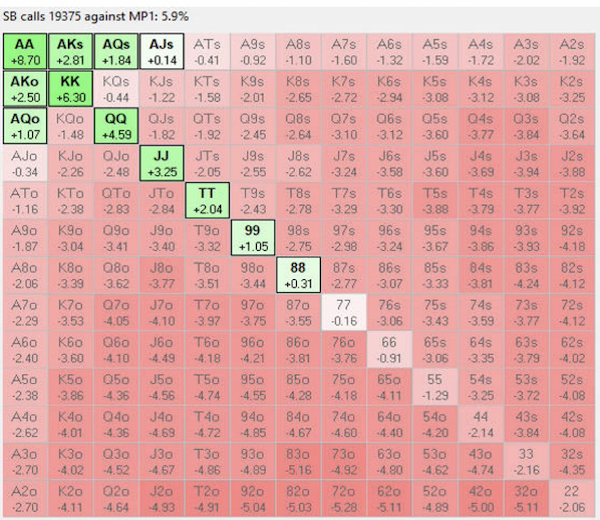 SB calls 19375 against MP1: 5.9%
AA AKs AQs AJs ATs A9s A8s A7s A6s A5s A4s A3s A2s
+8.70 +2.81 +1.84 +0.14 -0.41 -0.92 -1.10 -1.60 -1.32 -1.59 -1.72 -2.02 -1.92
AKo KK KQs KJs KTs K9s K8s K7s K6s K5s K4s K3s K2s
+2.50 +6.30 -0.44 -1.22 -1.58 -2.01 -2.65 -2.72 -2.94 -3.08 -3.12 -3.08 -3.25
AQo KQo QQ QJs QTs Q9s Q8s Q7s Q6s Q5s Q4s Q3s Q2s
+1.07 -1.48 +4.59 -1.82 -1.92 -2.45 -2.64 -3.10 -3.12 -3.60 -3.77 -3.84 -3.64
AJo KJo QJo JJ JTs J9s J8s J7s J6s J5s J4s J3s J2s
-0.34 -2.26 -2.48 +3.25 -2.05 -2.55 -2.62 -3.24 -3.58 -3.60 -3.69 -3.94 -3.88
ATo KTo QTo JTo TT T9s T8s T7s T6s T5s T4s T3s T2s
-1.16 -2.38 -2.83 -2.84 +2.04 -2.43 -2.78 -3.29 -3.30 -3.88 -3.79 -3.77 -3.92
A9o K9o Q9o J9o T9o 99 98s 97s 96s 95s 94s 93s 92s
-1.87 -3.04 -3.41 -3.40 -3.32 +1.05 -2.75 -2.98 -3.24 -3.67 -3.86 -3.93 -4.18
A8o K8o Q8o J8o T8o 98o 88 87s 86s 85s 84s 83s 82s
-2.06 -3.39 -3.62 -3.77 -3.51 -3.44 +0.31 -2.77 -3.07 -3.33 -3.81 -4.24 -4.12
A7o K7o Q7o J7o T7o 97o 87o 77 76s 75s 74s 73s 72s
-2.29 -3.53 -4.05 -4.10 -3.97 -3.75 -3.55 -0.16 -3.06 -3.43 -3.59 -3.77 -4.12
A6o K6o Q6o J6o T6o 96o 86o 76o 66 65s 64s 63s 62s
-2.40 -3.60 -4.10 -4.49 -4.18 -4.21 -3.81 -3.76 -0.91 -3.06 -3.35 -3.79 -4.02
A5o K5o Q5o J5o T5o 95o 85o 75o 65o 55 54s 53s 52s
-2.38 -3.86 -4.36 -4.56 -4.74 -4.55 -4.28 -4.18 -4.11 -1.29 -3.25 -3.72 -4.08
A4o K4o Q4o J4o T4o 94o 84o 74o 64o 54o 44 43s 42s
-2.62 -4.01 -4.36 -4.69 -4.72 -4.85 -4.67 -4.60 -4.40 -4.20 -2.14 -3.84 -4.08
A3o K3o Q3o J3o T3o 93o 83o 73o 63o 53o 43o 33 32s
-2.70 -4.02 -4.52 -4.67 -4.86 -4.89 -5.16 -4.92 -4.80 -4.62 -4.74 -2.16 -4.35
A2o K2o Q2o J2o T2o 92o 82o 72o 62o 52o 42o 32o 22
-2.70 -4.11 -4.64 -4.93 -4.91 -5.04 -5.03 -5.28 -5.11 -4.89 -5.00 -5.11 -2.06